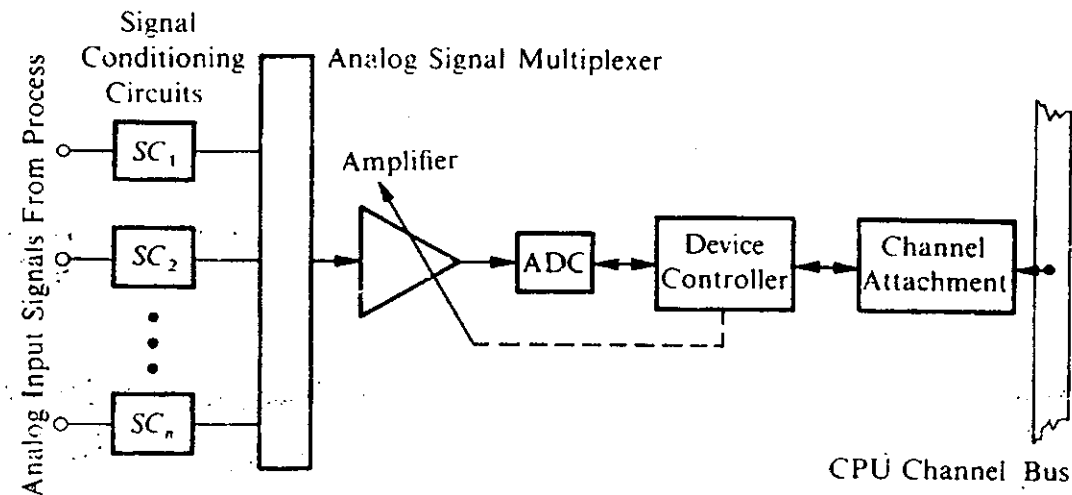 Signal
Conditioning
Circuits
Analog Signal Multiplexer
Analog Input Signals From Process
SC₁
SC₂
SCₙ
Amplifier
ADC
Device
Controller
Channel
Attachment
CPU Channel Bus